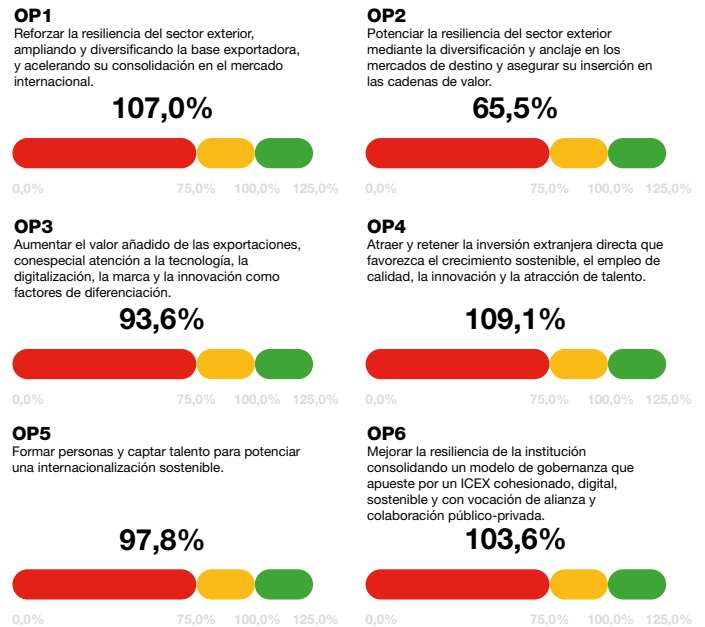 OP1
Reforzar la resiliencia del sector exterior,
ampliando y diversificando la base exportadora,
y acelerando su consolidación en el mercado
internacional.
107,0%
0,0% 75,0% 100,0% 125,0%
OP2
Potenciar la resiliencia del sector exterior
mediante la diversificación y anclaje en los
mercados de destino y asegurar su inserción en
las cadenas de valor.
65,5%
0,0% 75,0% 100,0% 125,0%
OP3
Aumentar el valor añadido de las exportaciones,
conespecial atención a la tecnología, la
digitalización, la marca y la innovación como
factores de diferenciación.
93,6%
0,0% 75,0% 100,0% 125,0%
OP4
Atraer y retener la inversión extranjera directa que
favorezca el crecimiento sostenible, el empleo de
calidad, la innovación y la atracción de talento.
109,1%
0,0% 75,0% 100,0% 125,0%
OP5
Formar personas y captar talento para potenciar
una internacionalización sostenible.
97,8%
0,0% 75,0% 100,0% 125,0%
OP6
Mejorar la resiliencia de la institución
consolidando un modelo de gobernanza que
apueste por un ICEX cohesionado, digital,
sostenible y con vocación de alianza y
colaboración público-privada.
103,6%
0,0% 75,0% 100,0% 125,0%